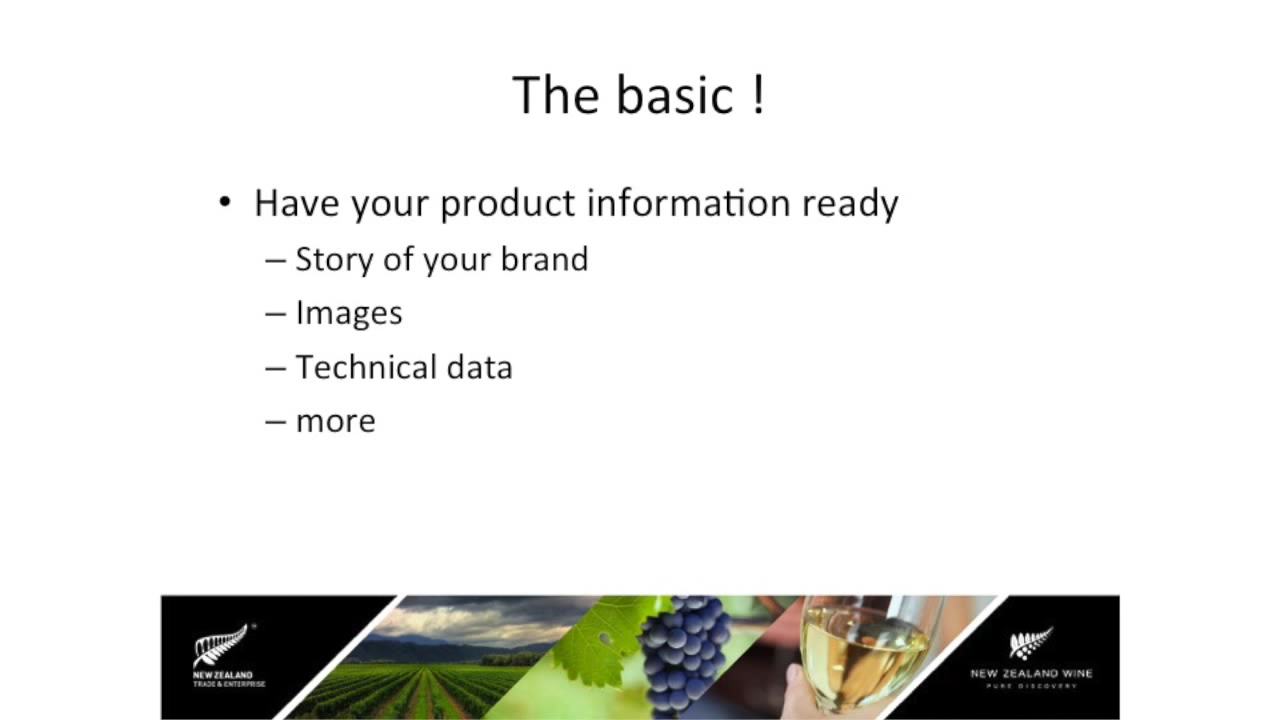 The basic !
• Have your product information ready
– Story of your brand
– Images
– Technical data
– more
NEW ZEALAND
TRADE & ENTERPRISE
NEW ZEALAND WINE
PURE DISCOVERY